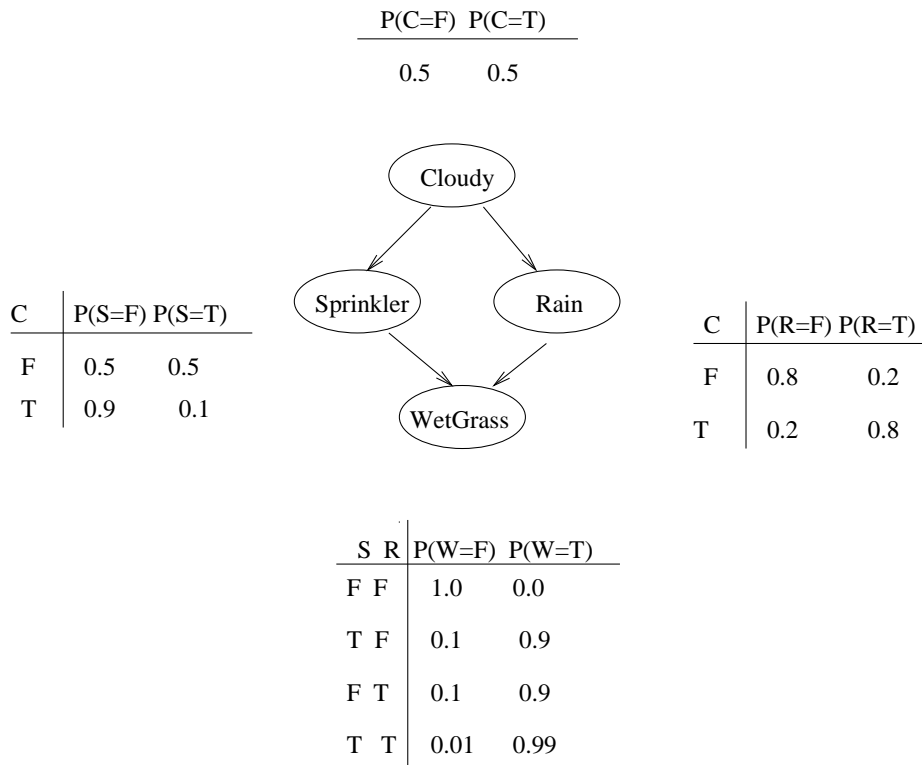 P(C=F) P(C=T)
0.5 0.5
Cloudy
Sprinkler
Rain
WetGrass
C P(S=F) P(S=T)
F 0.5 0.5
T 0.9 0.1
C P(R=F) P(R=T)
F 0.8 0.2
T 0.2 0.8
S R P(W=F) P(W=T)
F F 1.0 0.0
T F 0.1 0.9
F T 0.1 0.9
T T 0.01 0.99